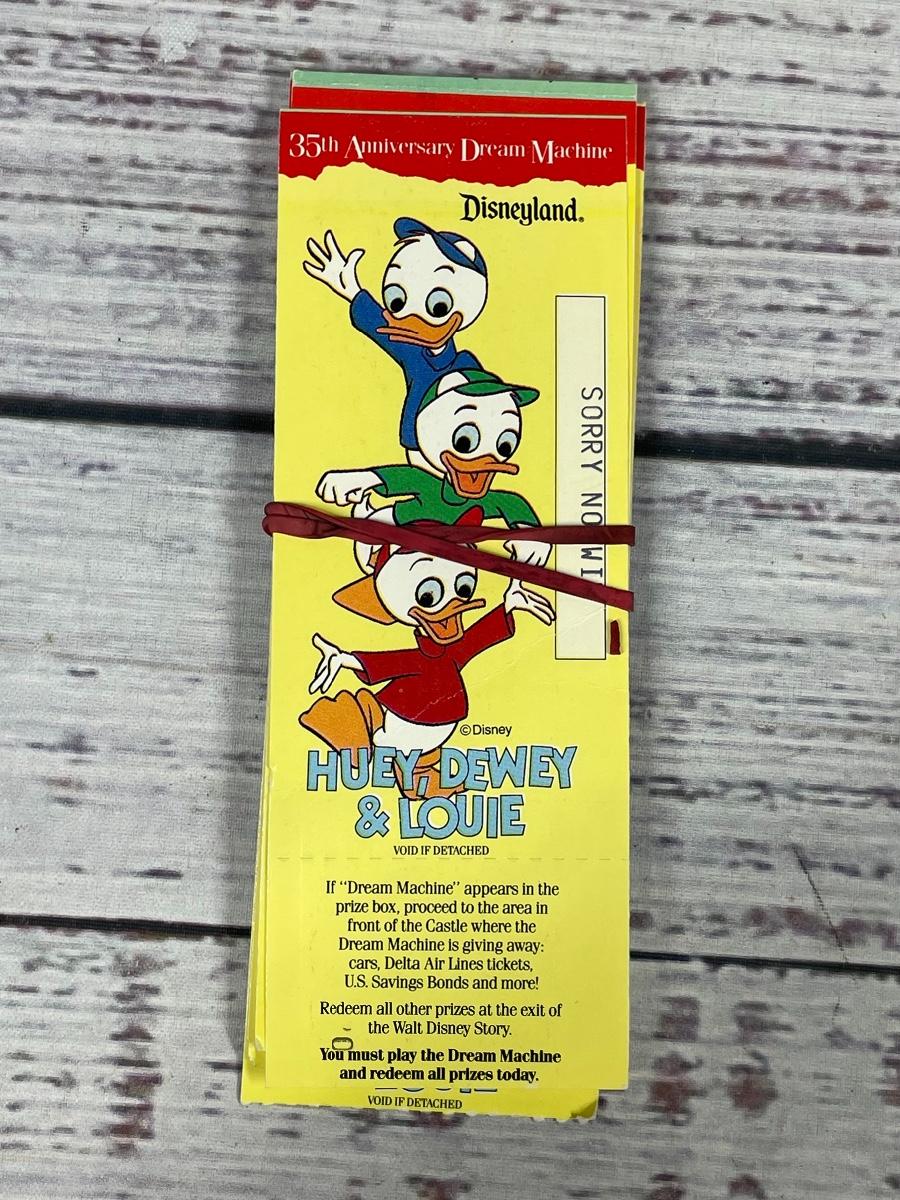 35th Anniversary Dream Machine
Disneyland®
SORRY NO WI
©Disney
HUEY, DEWEY
& LOUIE
VOID IF DETACHED
If “Dream Machine” appears in the
prize box, proceed to the area in
front of the Castle where the
Dream Machine is giving away:
cars, Delta Air Lines tickets,
U.S. Savings Bonds and more!
Redeem all other prizes at the exit of
the Walt Disney Story.
You must play the Dream Machine
and redeem all prizes today.
VOID IF DETACHED